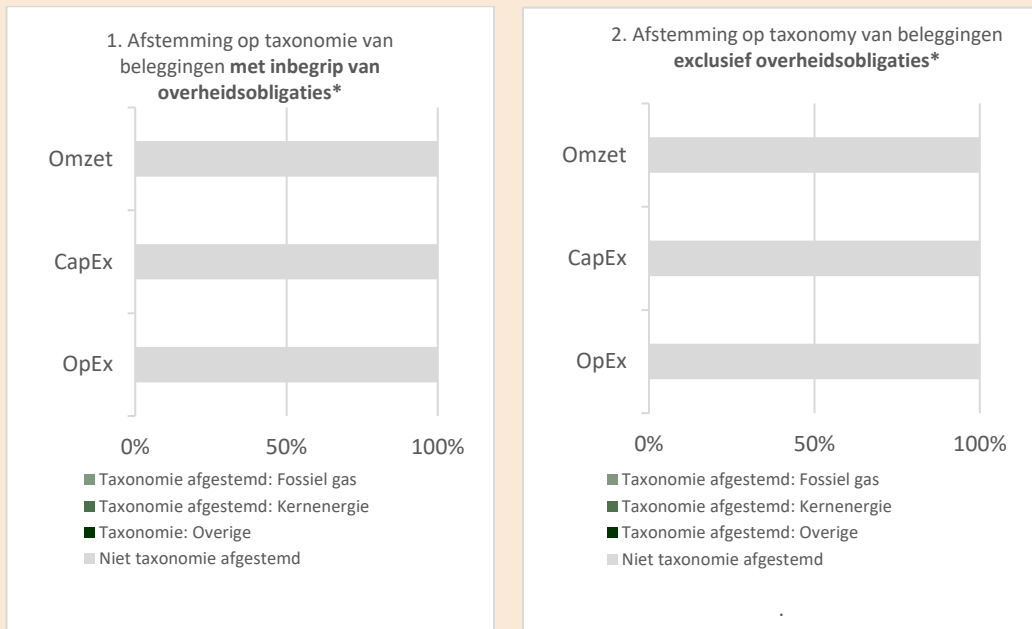 1. Afstemming op taxonomie van
beleggingen met inbegrip van
overheidsobligaties*
Omzet
CapEx
OpEx
0% 50% 100%
Taxonomie afgestemd: Fossiel gas
Taxonomie afgestemd: Kernenergie
Taxonomie: Overige
Niet taxonomie afgestemd
2. Afstemming op taxonomy van beleggingen
exclusief overheidsobligaties*
Omzet
CapEx
OpEx
0% 50% 100%
Taxonomie afgestemd: Fossiel gas
Taxonomie afgestemd: Kernenergie
Taxonomie afgestemd: Overige
Niet taxonomie afgestemd
.